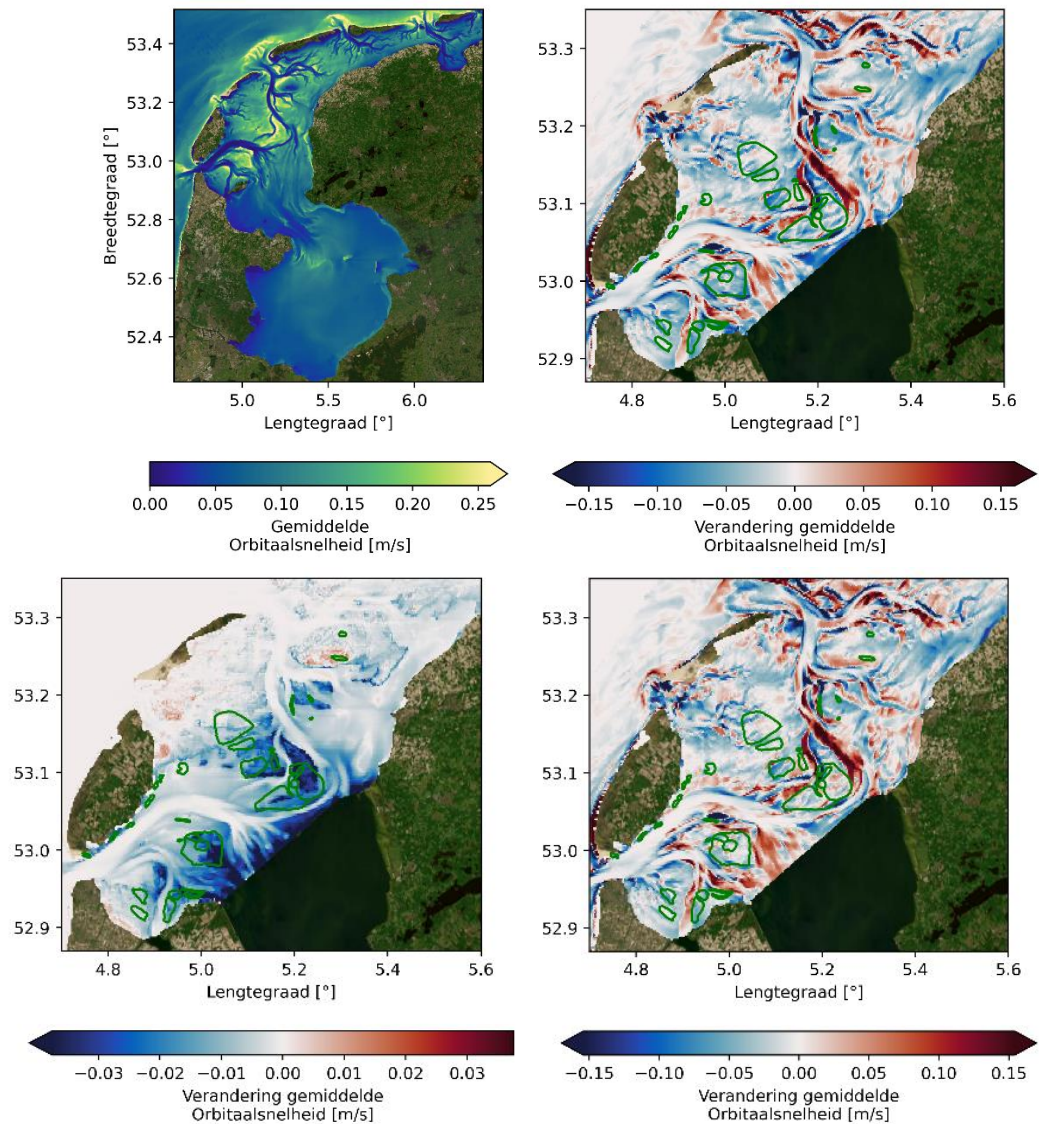 53.4
53.2
53.0
52.8
52.6
52.4
Breedtegraad [°]
5.0 5.5 6.0
Lengtegraad [°]
0.00 0.05 0.10 0.15 0.20 0.25
Gemiddelde
Orbitaalsnelheid [m/s]
53.3
53.2
53.1
53.0
52.9
4.8 5.0 5.2 5.4 5.6
Lengtegraad [°]
−0.15 −0.10 −0.05 0.00 0.05 0.10 0.15
Verandering gemiddelde
Orbitaalsnelheid [m/s]
53.3
53.2
53.1
53.0
52.9
4.8 5.0 5.2 5.4 5.6
Lengtegraad [°]
−0.03 −0.02 −0.01 0.00 0.01 0.02 0.03
Verandering gemiddelde
Orbitaalsnelheid [m/s]
53.3
53.2
53.1
53.0
52.9
4.8 5.0 5.2 5.4 5.6
Lengtegraad [°]
−0.15 −0.10 −0.05 0.00 0.05 0.10 0.15
Verandering gemiddelde
Orbitaalsnelheid [m/s]